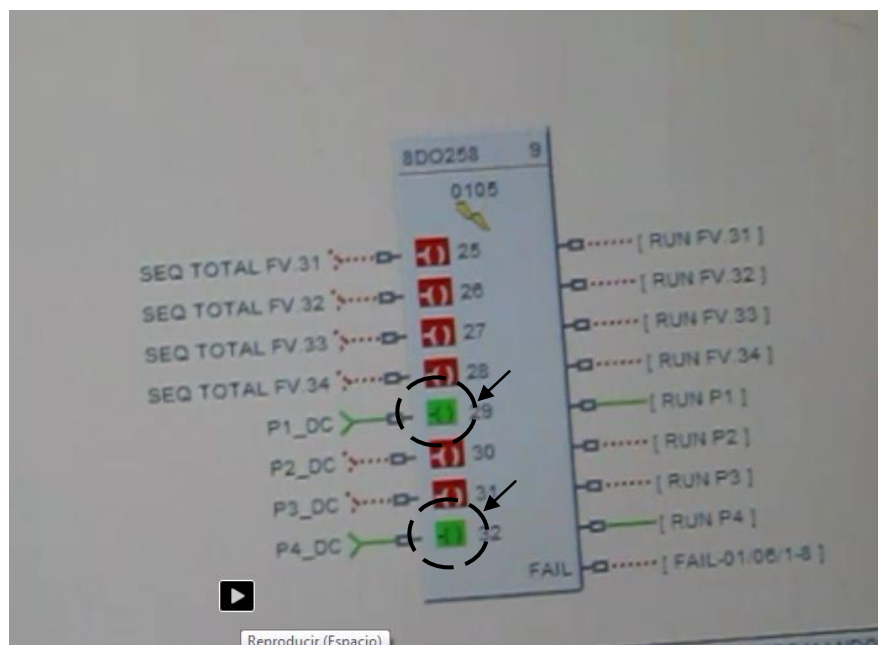 8DO258 9
0105
SEQ TOTAL FV.31 25 [ RUN FV.31 ]
SEQ TOTAL FV.32 26 [ RUN FV.32 ]
SEQ TOTAL FV.33 27 [ RUN FV.33 ]
SEQ TOTAL FV.34 28 [ RUN FV.34 ]
P1_DC 29 [ RUN P1 ]
P2_DC 30 [ RUN P2 ]
P3_DC 31 [ RUN P3 ]
P4_DC 32 [ RUN P4 ]
FAIL [ FAIL-01/06/1-8 ]
Reproducir (Espacio)